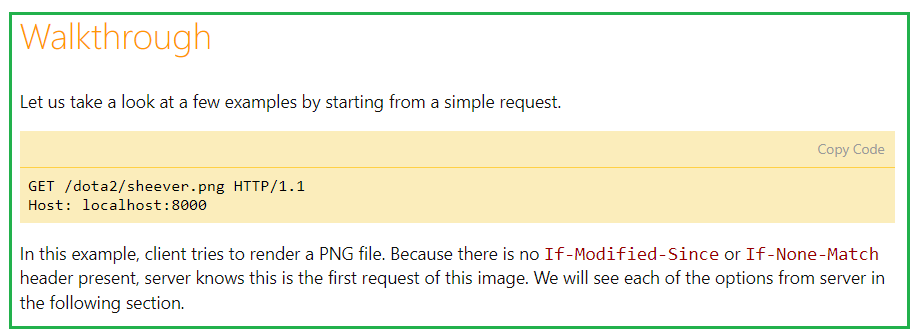 Walkthrough
Let us take a look at a few examples by starting from a simple request.
Copy Code
GET /dota2/sheever.png HTTP/1.1
Host: localhost:8000
In this example, client tries to render a PNG file. Because there is no If-Modified-Since or If-None-Match
header present, server knows this is the first request of this image. We will see each of the options from server in
the following section.